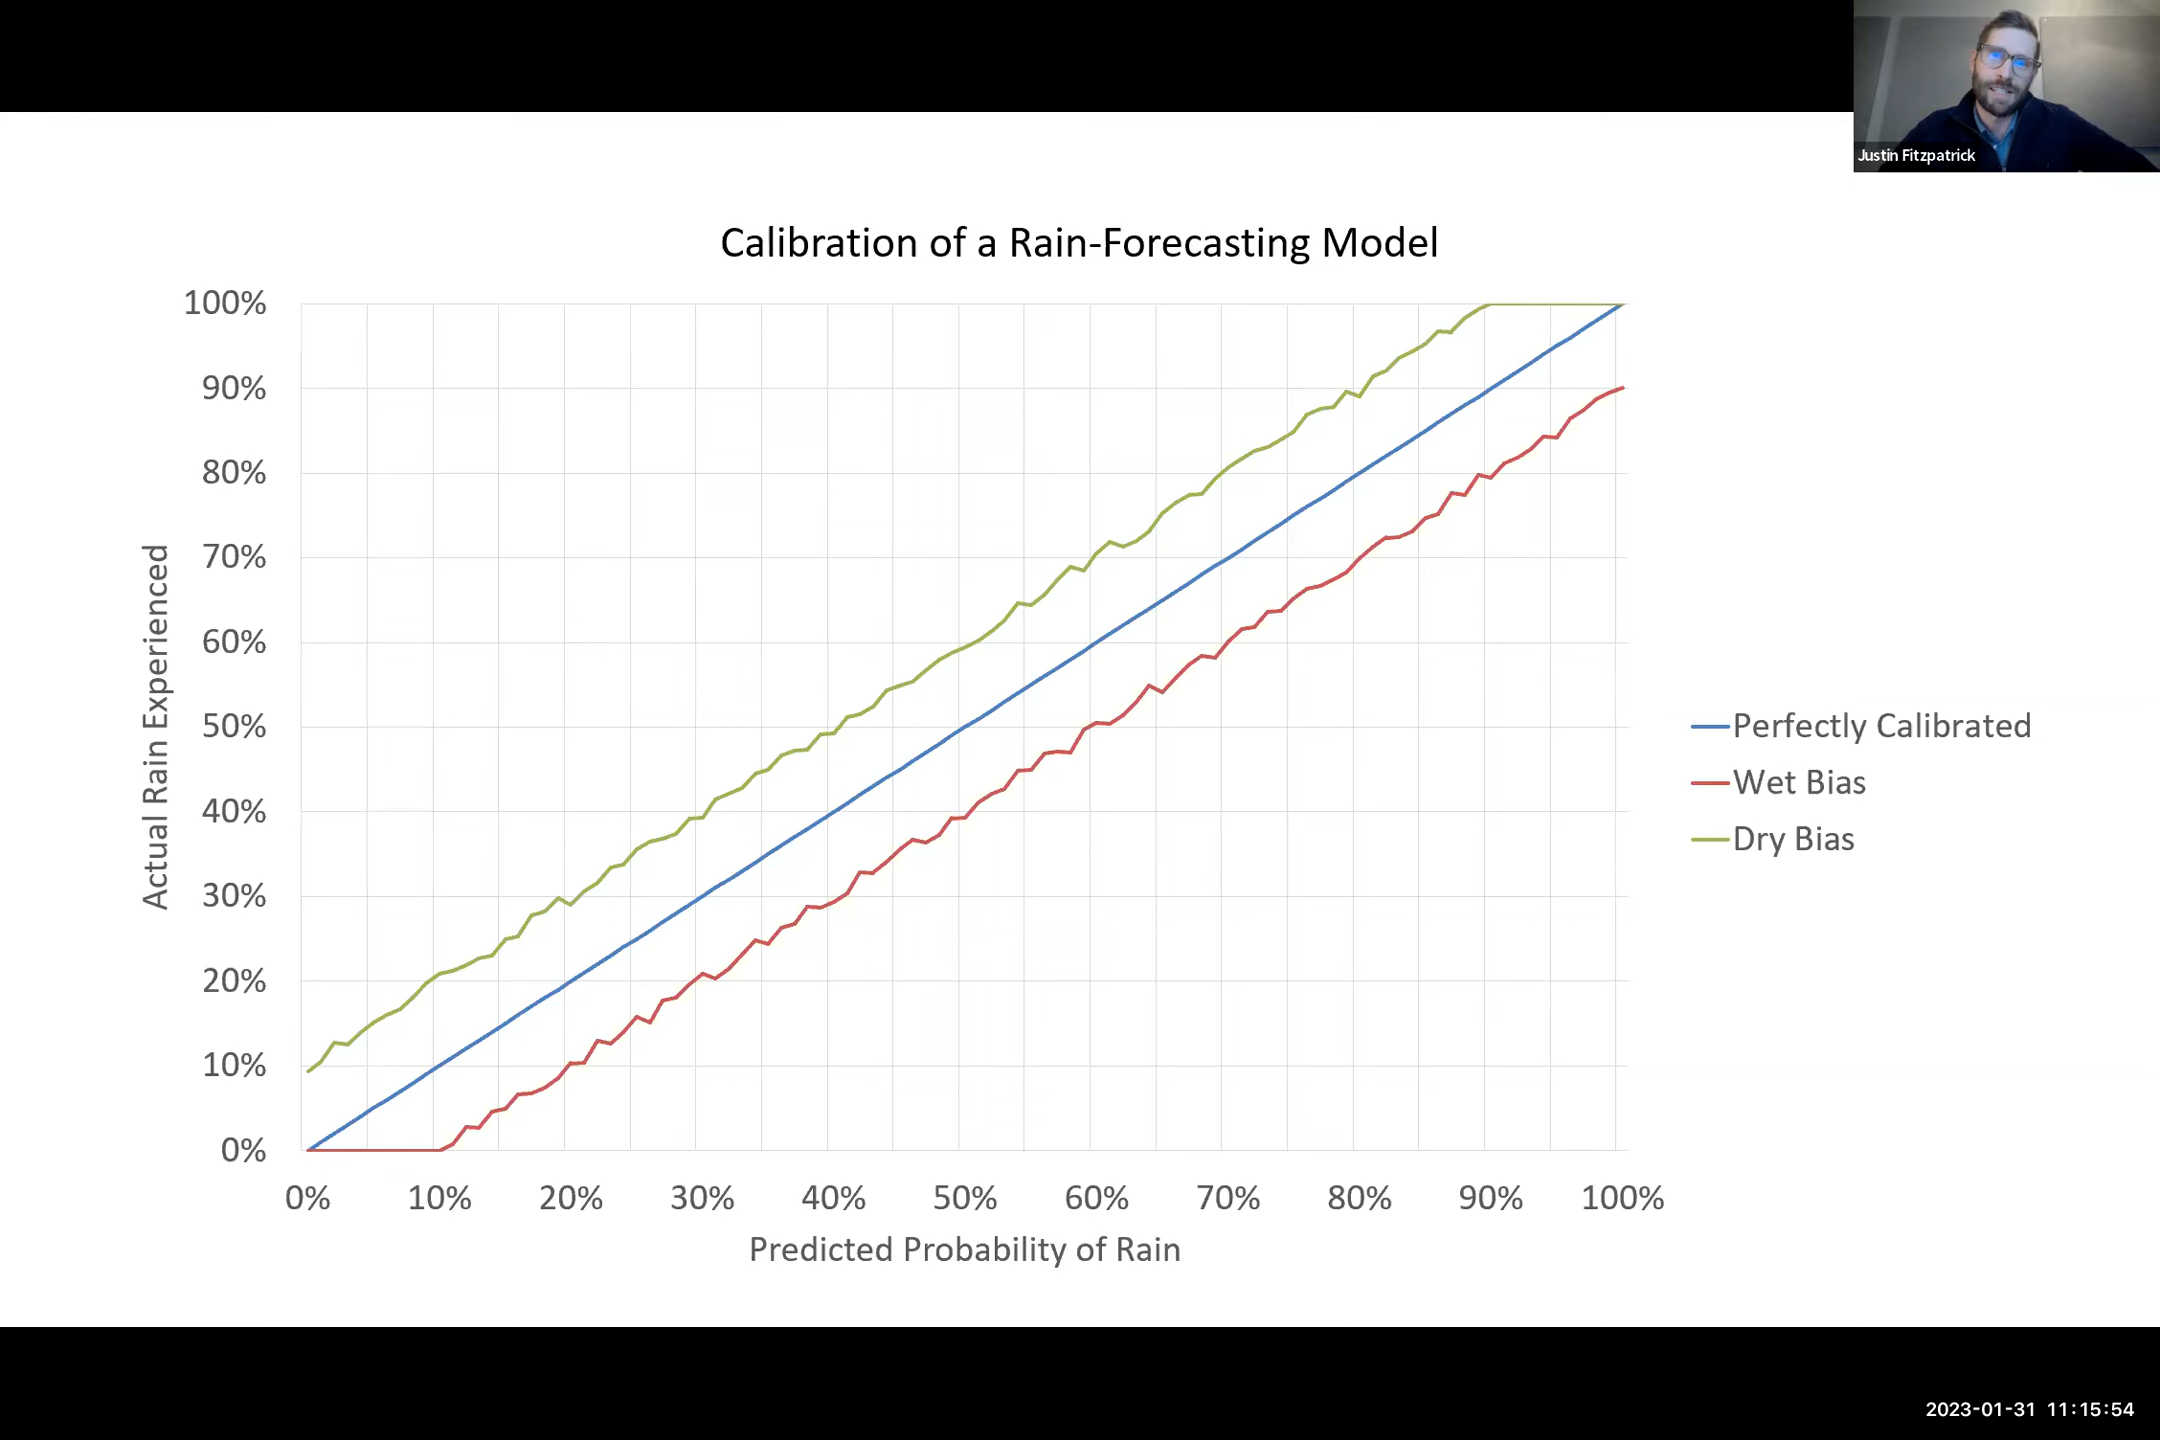 Justin Fitzpatrick
Calibration of a Rain-Forecasting Model
100%
90%
80%
70%
60%
50%
40%
30%
20%
10%
0%
Actual Rain Experienced
0% 10% 20% 30% 40% 50% 60% 70% 80% 90% 100%
Predicted Probability of Rain
Perfectly Calibrated
Wet Bias
Dry Bias
2023-01-31 11:15:54